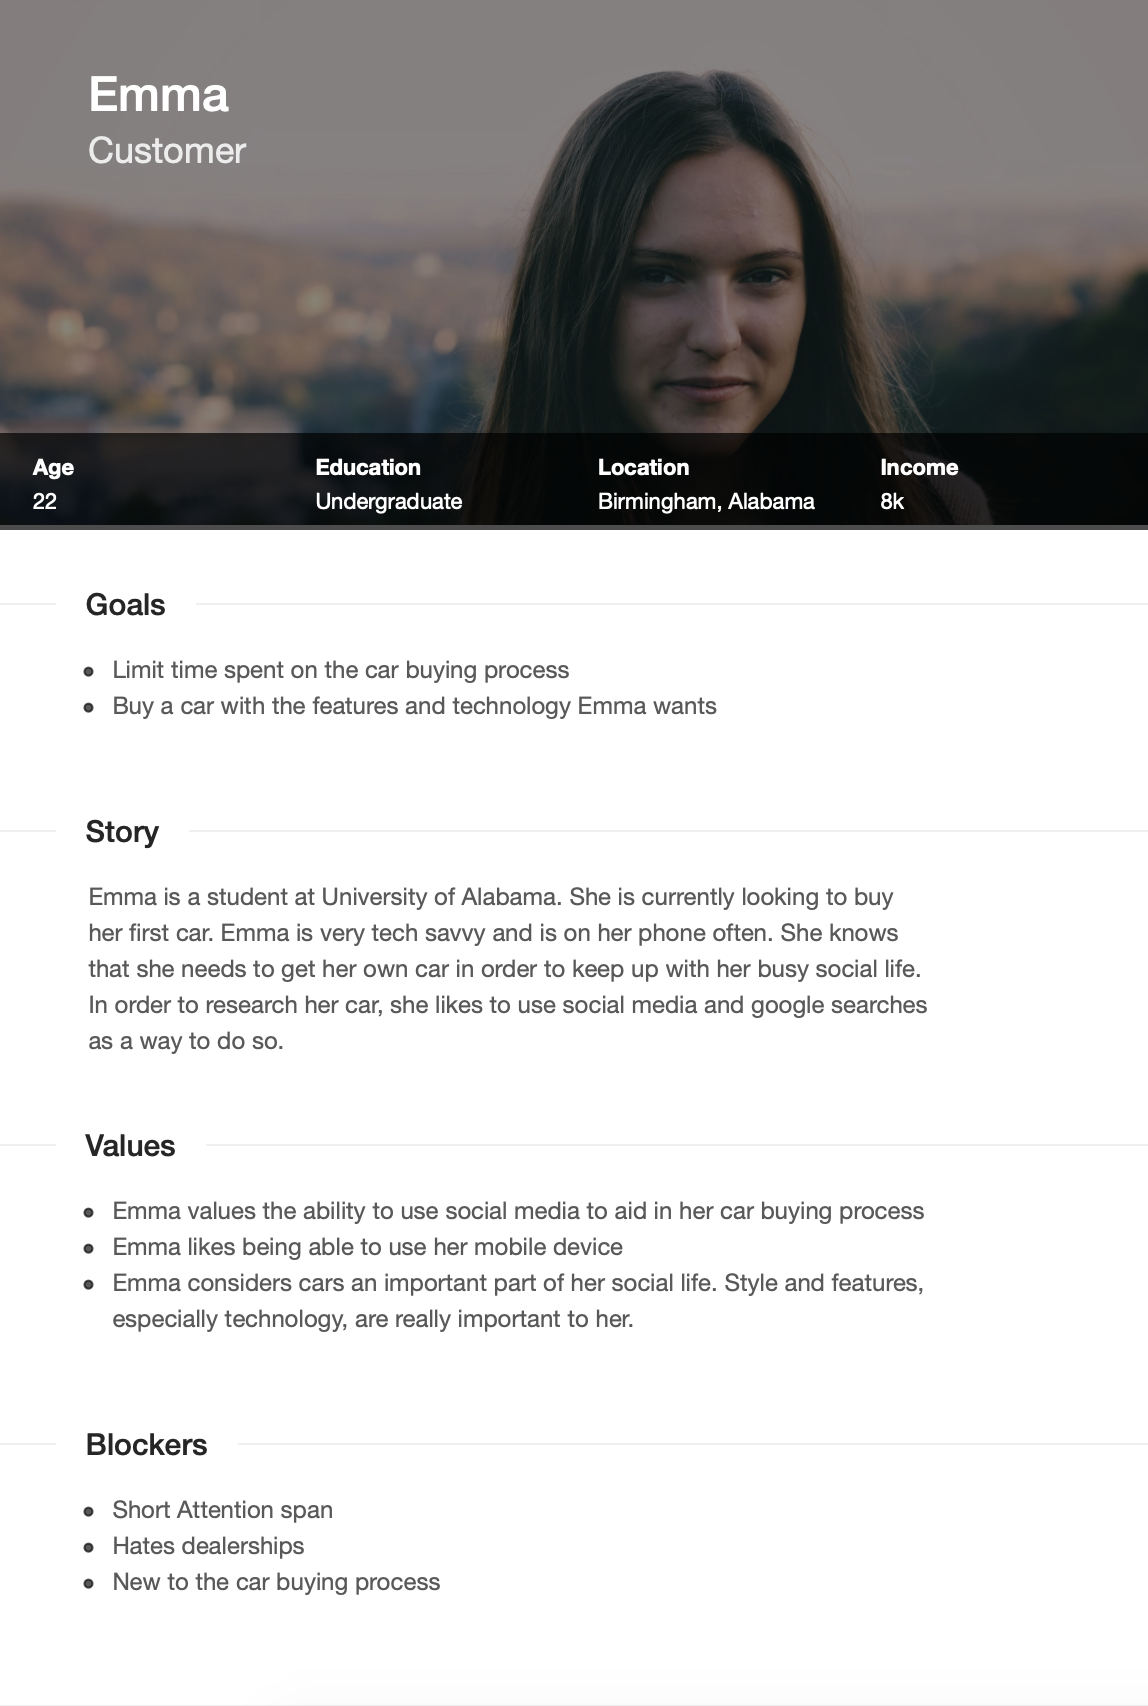 Emma
Customer
Age
22
Education
Undergraduate
Location
Birmingham, Alabama
Income
8k
Goals
Limit time spent on the car buying process
Buy a car with the features and technology Emma wants
Story
Emma is a student at University of Alabama. She is currently looking to buy
her first car. Emma is very tech savvy and is on her phone often. She knows
that she needs to get her own car in order to keep up with her busy social life.
In order to research her car, she likes to use social media and google searches
as a way to do so.
Values
Emma values the ability to use social media to aid in her car buying process
Emma likes being able to use her mobile device
Emma considers cars an important part of her social life. Style and features,
especially technology, are really important to her.
Blockers
Short Attention span
Hates dealerships
New to the car buying process